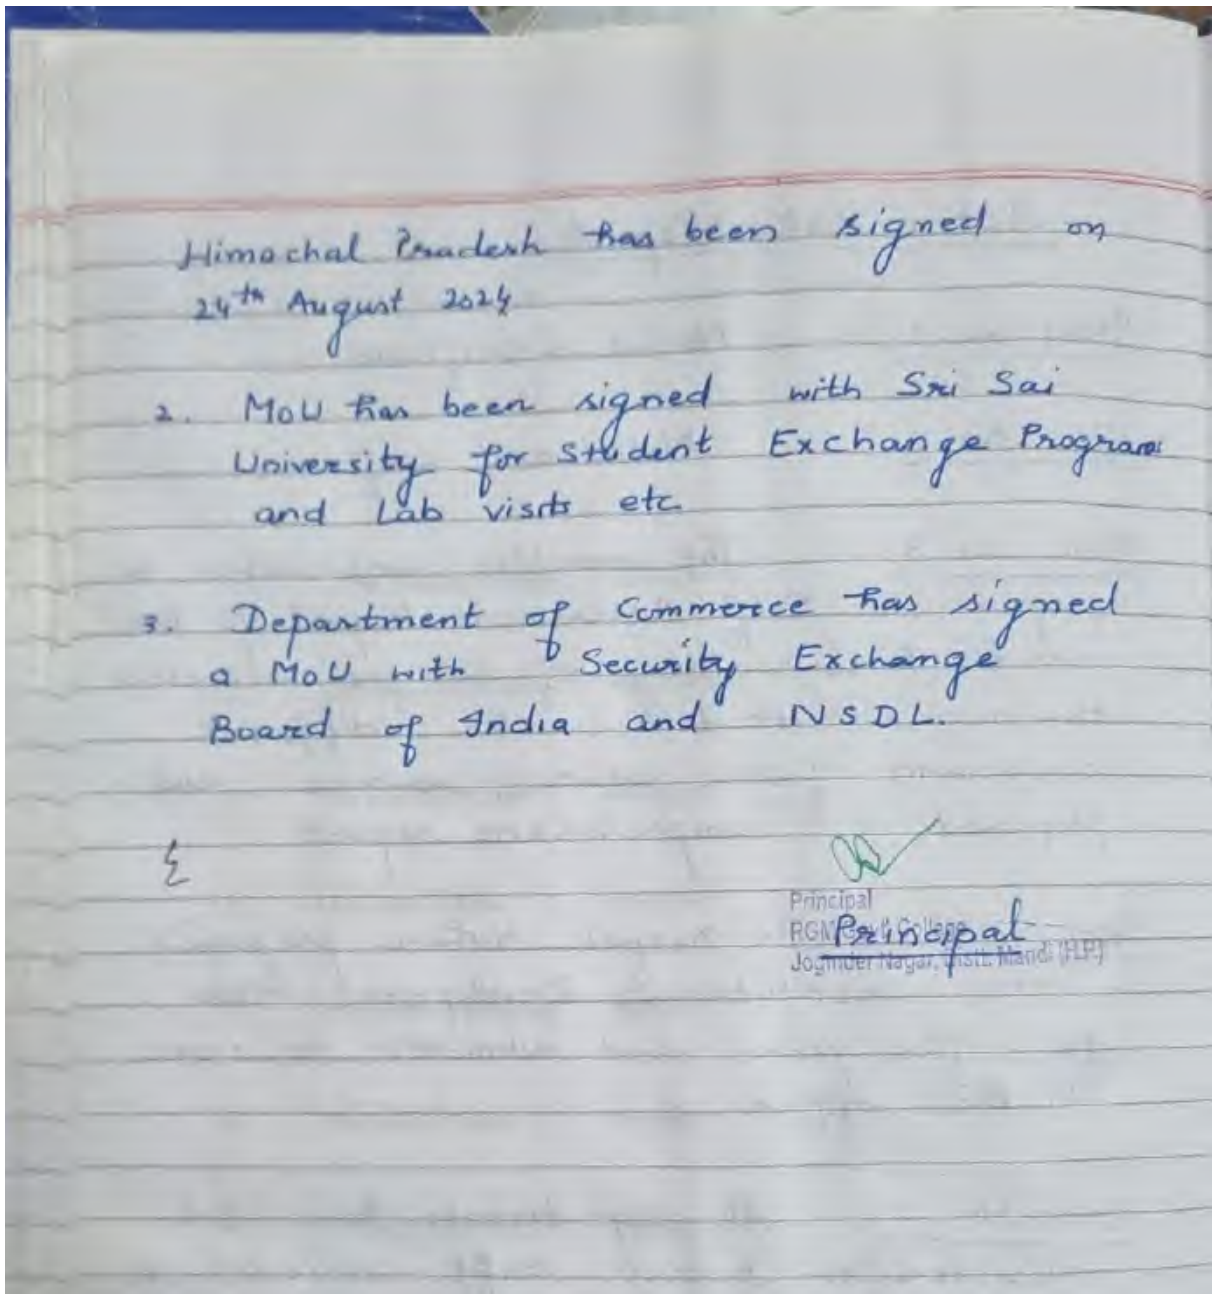 Himachal Pradesh has been signed on
24th August 2024
2. MoU has been signed with Sri Sai
University for Student Exchange Program
and Lab visits etc
3. Department of Commerce has signed
a MoU with Security Exchange
Board of India and NSDL.
Principal
Principal
Joginder Nagar, Distt. Mandi (H.P.)